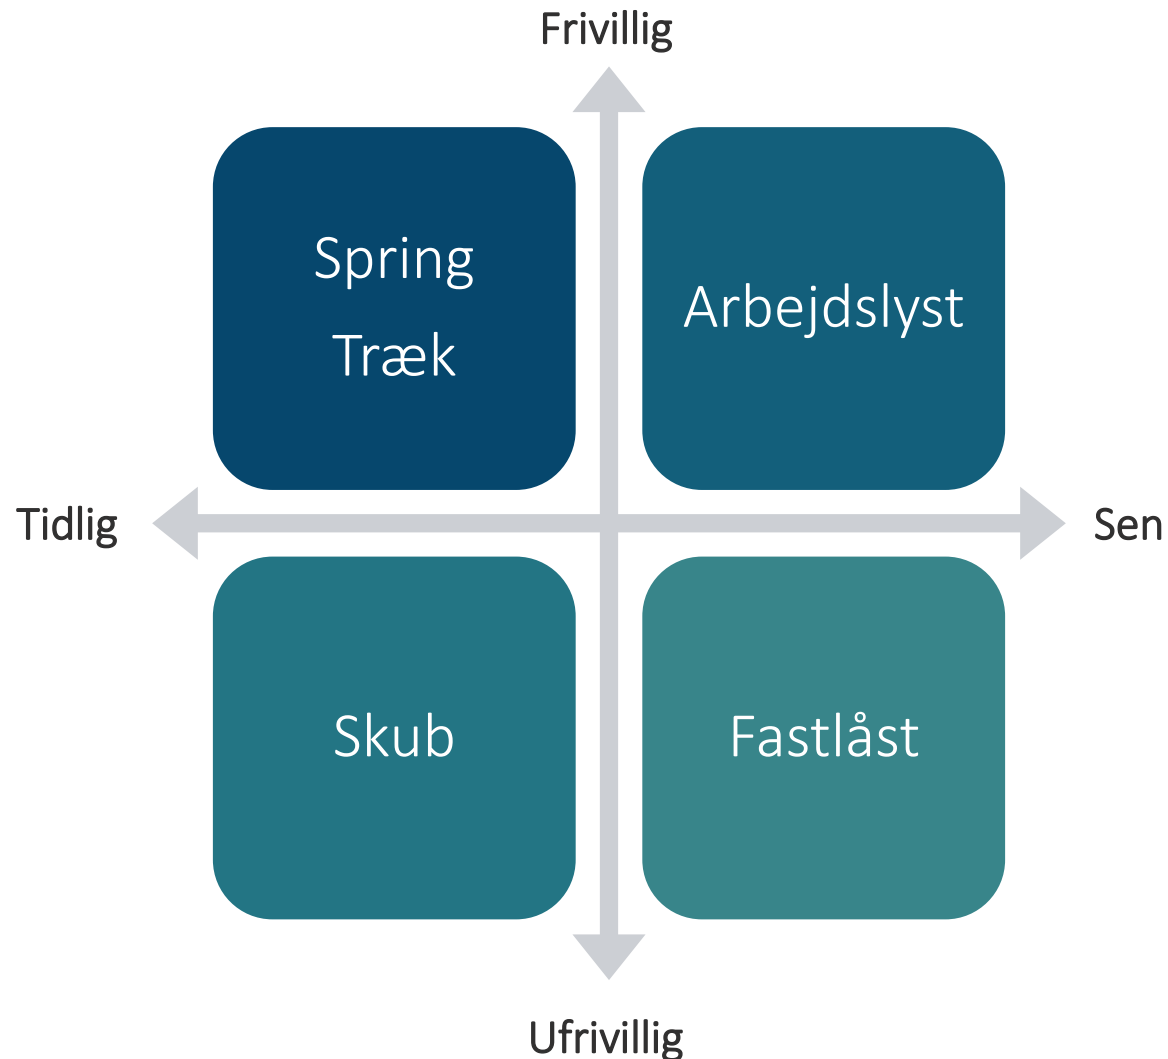 Frivillig
Spring
Træk
Arbejdslyst
Tidlig
Sen
Skub
Fastlåst
Ufrivillig